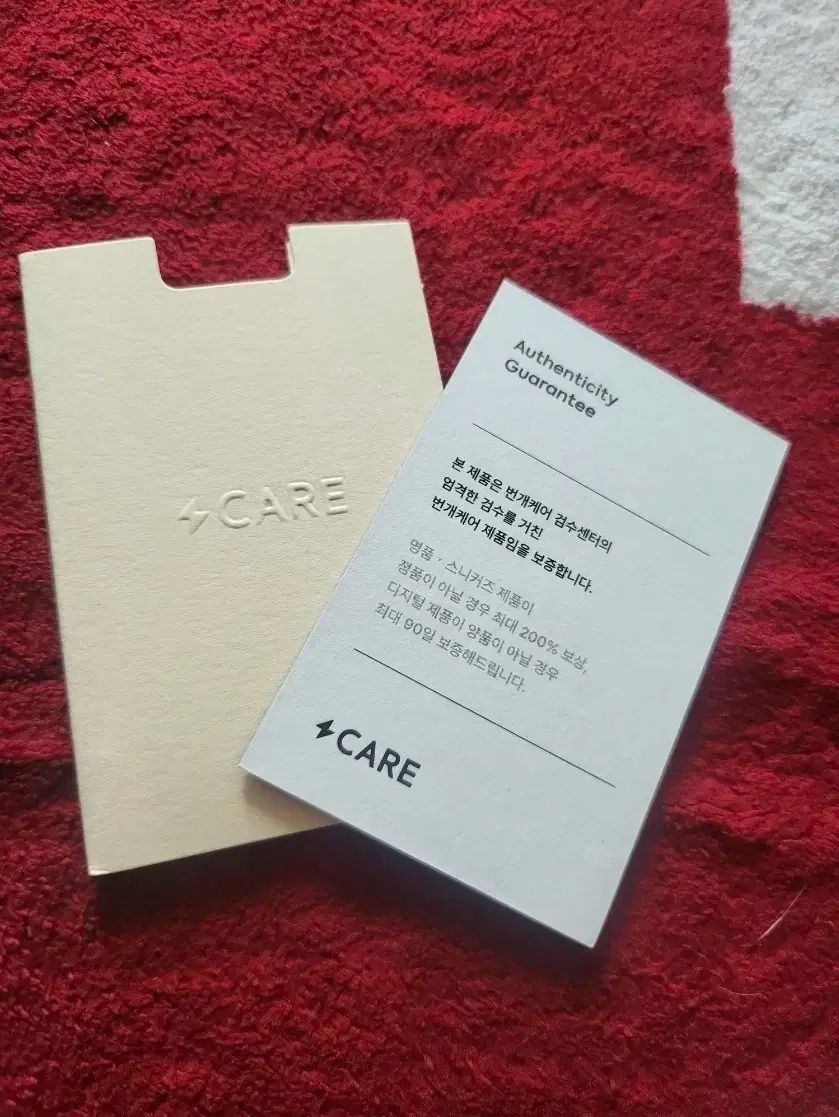 CARE
Authenticity
Guarantee
본 제품은 번개케어 검수센터의
엄격한 검수를 거친
번개케어 제품임을 보증합니다.
명품 · 스니커즈 제품이
정품이 아닐 경우 최대 200% 보상,
디지털 제품이 양품이 아닐 경우
최대 90일 보증해드립니다.
CARE